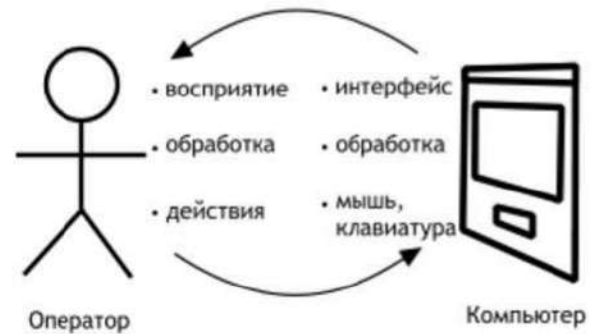 • восприятие
• обработка
• действия
• интерфейс
• обработка
• мышь,
клавиатура
Оператор
Компьютер